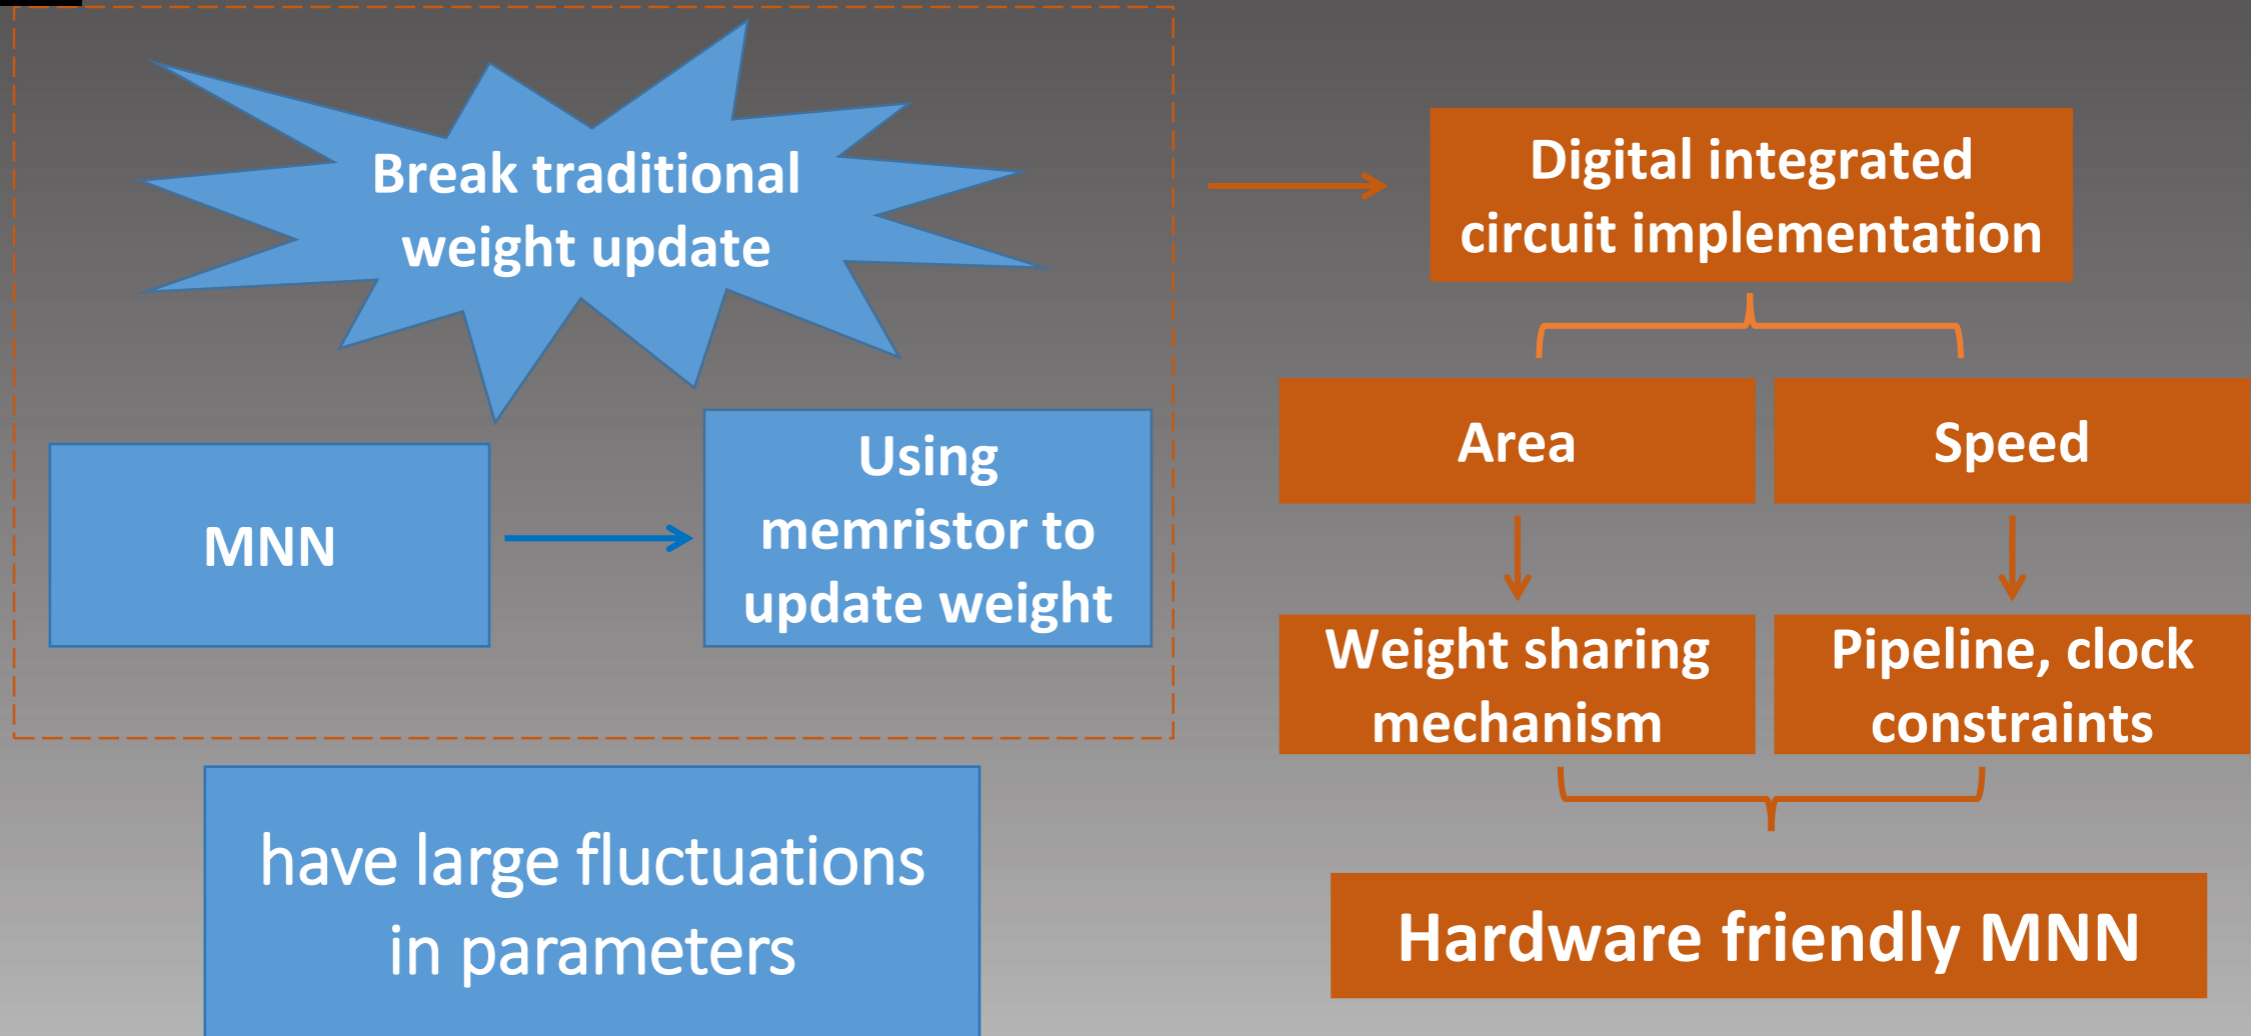 Break traditional
weight update
MNN
Using
memristor to
update weight
have large fluctuations
in parameters
Digital integrated
circuit implementation
Area
Speed
Weight sharing
mechanism
Pipeline, clock
constraints
Hardware friendly MNN